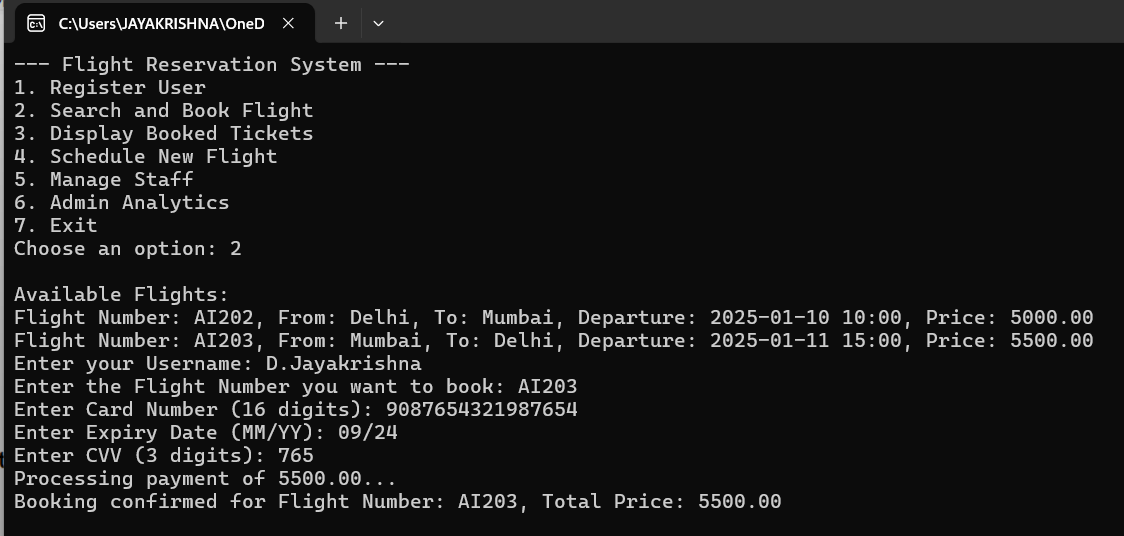 C:\Users\JAYAKRISHNA\OneD
--- Flight Reservation System ---
1. Register User
2. Search and Book Flight
3. Display Booked Tickets
4. Schedule New Flight
5. Manage Staff
6. Admin Analytics
7. Exit
Choose an option: 2
Available Flights:
Flight Number: AI202, From: Delhi, To: Mumbai, Departure: 2025-01-10 10:00, Price: 5000.00
Flight Number: AI203, From: Mumbai, To: Delhi, Departure: 2025-01-11 15:00, Price: 5500.00
Enter your Username: D.Jayakrishna
Enter the Flight Number you want to book: AI203
Enter Card Number (16 digits): 9087654321987654
Enter Expiry Date (MM/YY): 09/24
Enter CVV (3 digits): 765
Processing payment of 5500.00...
Booking confirmed for Flight Number: AI203, Total Price: 5500.00